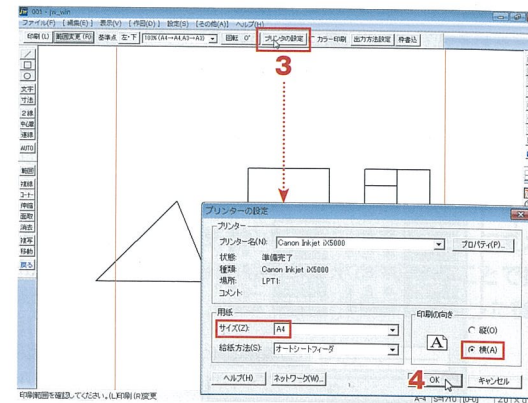 001 - jw_win
ファイル(F) [編集(E)] 表示(V) [作図(D)] 設定(S) [その他(A)] ヘルプ(H)
印刷(L) 範囲変更(R) 基準点 左・下 回転 0° プリンタの設定 カラー印刷 出力方法設定 枠書込
3
文字
寸法
2線
中心線
連線
AUTO
範囲
複線
コーナー
伸縮
面取
消去
複写
移動
戻る
プリンターの設定
プリンター
プリンター名(N): Canon Inkjet iX5000 プロパティ(P)...
状態: 準備完了
種類: Canon Inkjet iX5000
場所: LPT1:
コメント:
用紙
サイズ(Z): A4
給紙方法(S): オートシートフィーダ
印刷の向き
A
縦(O)
横(A)
ヘルプ(H) ネットワーク(W)... 4 OK キャンセル
印刷範囲を確認してください。(L)印刷 (R)変更